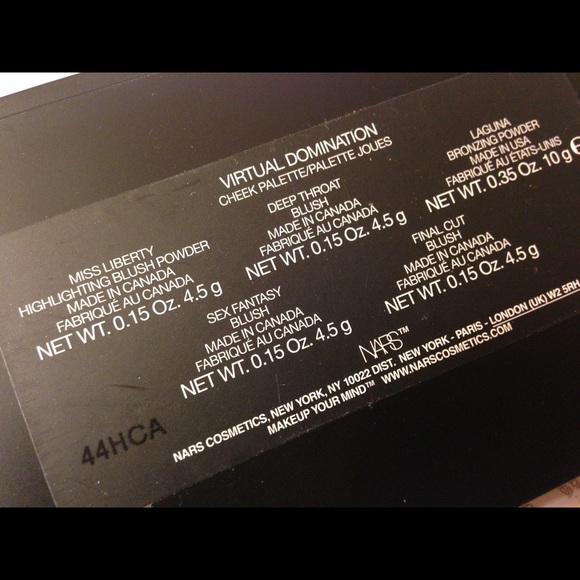 VIRTUAL DOMINATION
CHEEK PALETTE/PALETTE JOUES
MISS LIBERTY
HIGHLIGHTING BLUSH POWDER
MADE IN CANADA
FABRIQUÉ AU CANADA
NET WT. 0.15 Oz. 4.5 g
DEEP THROAT
BLUSH
MADE IN CANADA
FABRIQUÉ AU CANADA
NET WT. 0.15 Oz. 4.5 g
LAGUNA
BRONZING POWDER
MADE IN USA
FABRIQUÉ AU ÉTATS-UNIS
NET WT. 0.35 Oz. 10 g e
SEX FANTASY
BLUSH
MADE IN CANADA
FABRIQUÉ AU CANADA
NET WT. 0.15 Oz. 4.5 g
FINAL CUT
BLUSH
MADE IN CANADA
FABRIQUÉ AU CANADA
NET WT. 0.15 Oz. 4.5 g
NARS™
NARS COSMETICS, NEW YORK, NY 10022 DIST. NEW YORK - PARIS - LONDON (UK) W2 5RH
MAKEUP YOUR MIND™ WWW.NARSCOSMETICS.COM
44HCA